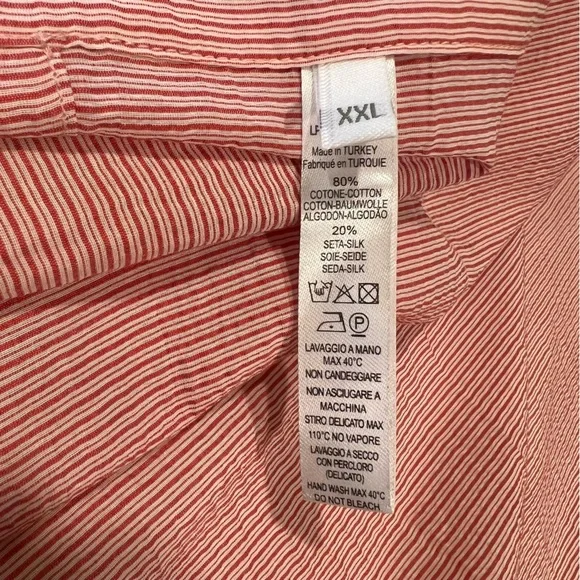 XXL
Made in TURKEY
Fabriqué en TURQUIE
80%
COTONE-COTTON
COTON-BAUMWOLLE
ALGODON-ALGODÃO
20%
SETA-SILK
SOIE-SEIDE
SEDA-SILK
P
LAVAGGIO A MANO
MAX 40°C
NON CANDEGGIARE
NON ASCIUGARE A
MACCHINA
STIRO DELICATO MAX
110°C NO VAPORE
LAVAGGIO A SECCO
CON PERCLORO
(DELICATO)
HAND WASH MAX 40°C
DO NOT BLEACH